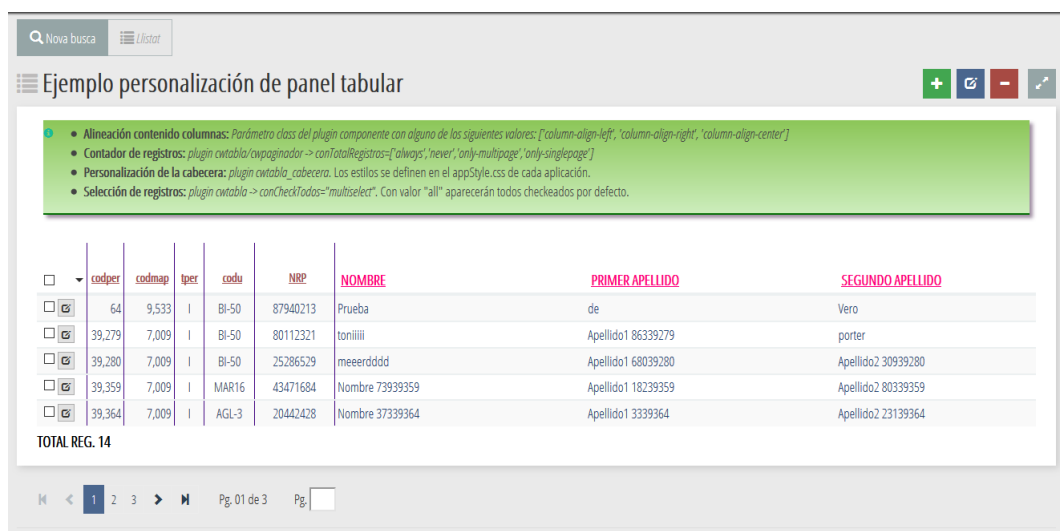 Nova busca
Llistat
Ejemplo personalización de panel tabular
Alineación contenido columnas: Parámetro class del plugin componente con alguno de los siguientes valores: ['column-align-left', 'column-align-right', 'column-align-center']
Contador de registros: plugin cwtabla/cwpaginador -> conTotalRegistros=['always','never','only-multipage','only-singlepage']
Personalización de la cabecera: plugin cwtabla_cabecera. Los estilos se definen en el appStyle.css de cada aplicación.
Selección de registros: plugin cwtabla -> conCheckTodos="multiselect". Con valor "all" aparecerán todos checkeados por defecto.
codper codmap tper codu NRP NOMBRE PRIMER APELLIDO SEGUNDO APELLIDO
64 9,533 I BI-50 87940213 Prueba de Vero
39,279 7,009 I BI-50 80112321 toniiiii Apellido1 86339279 porter
39,280 7,009 I BI-50 25286529 meeerdddd Apellido1 68039280 Apellido2 30939280
39,359 7,009 I MAR16 43471684 Nombre 73939359 Apellido1 18239359 Apellido2 80339359
39,364 7,009 I AGL-3 20442428 Nombre 37339364 Apellido1 3339364 Apellido2 23139364
TOTAL REG. 14
1 2 3 Pg. 01 de 3 Pg.